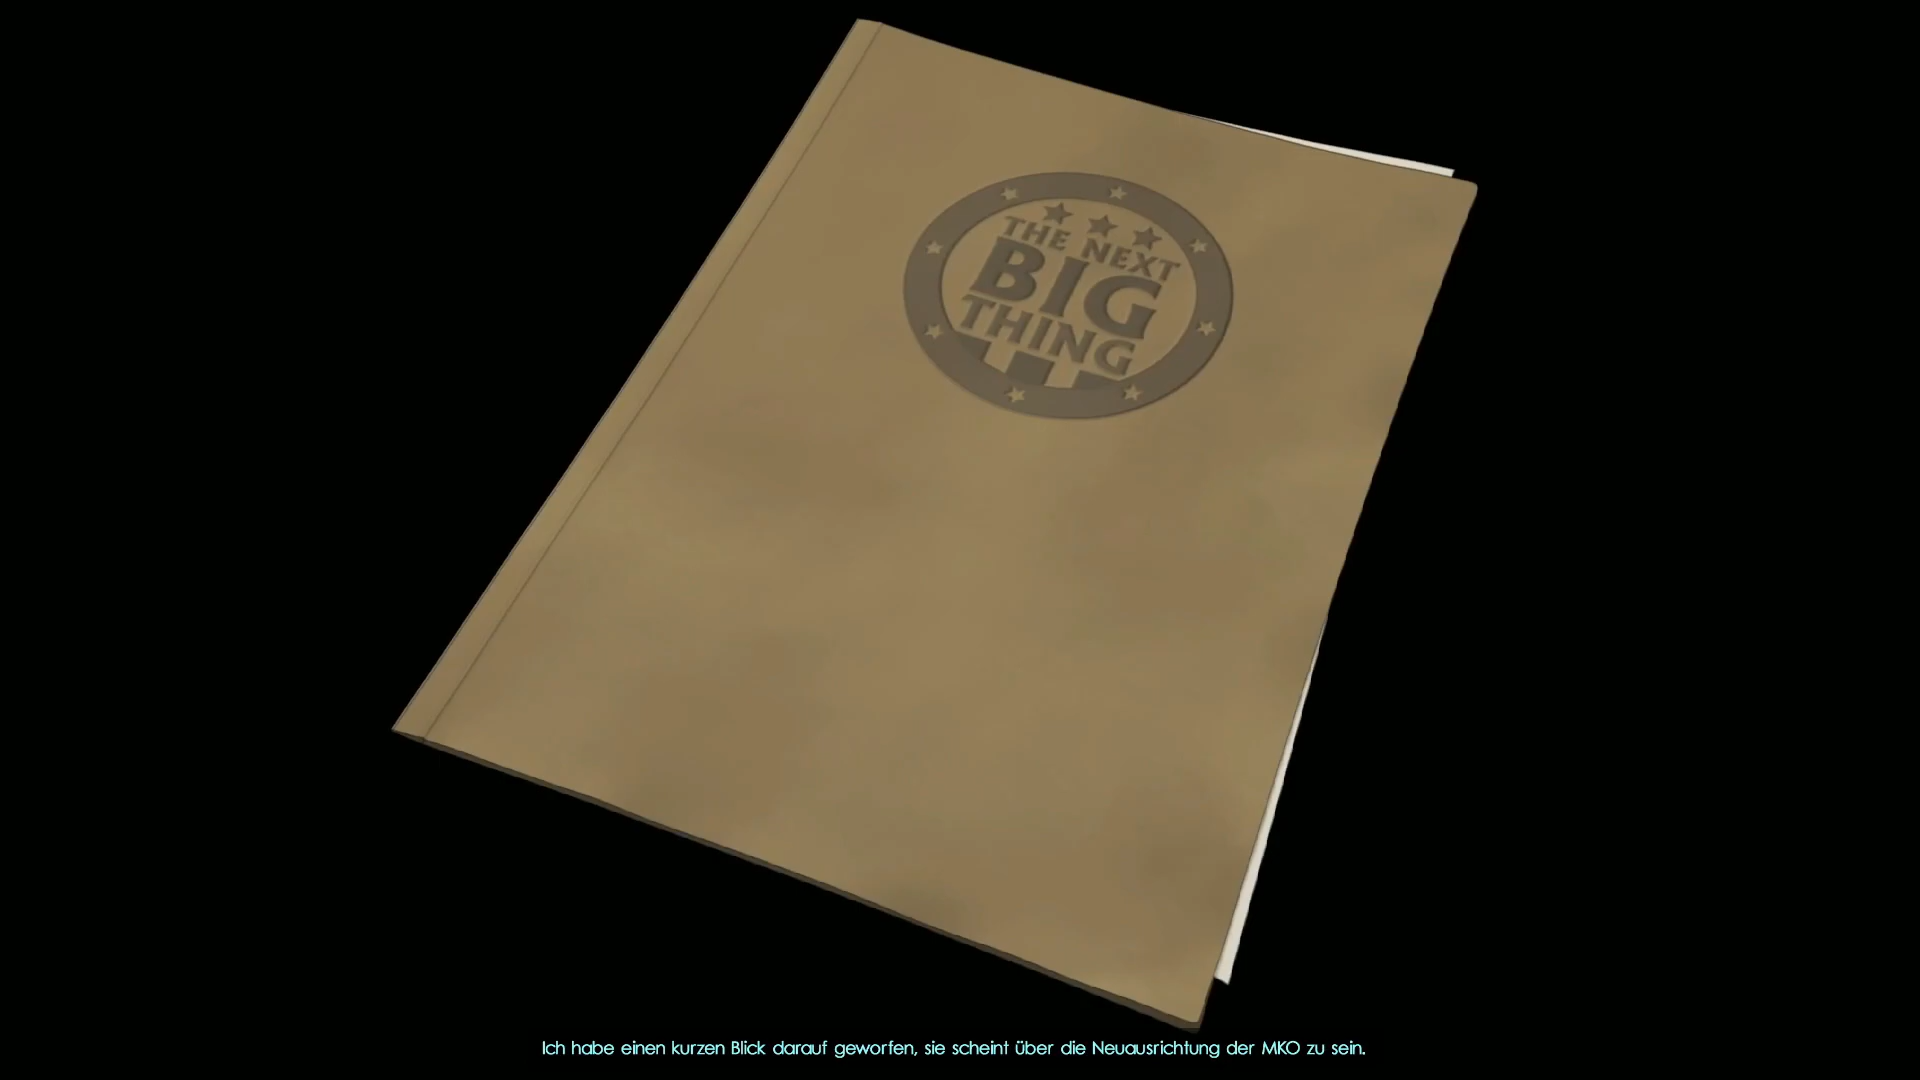 THE NEXT
BIG
THING
Ich habe einen kurzen Blick darauf geworfen, sie scheint über die Neuausrichtung der MKO zu sein.